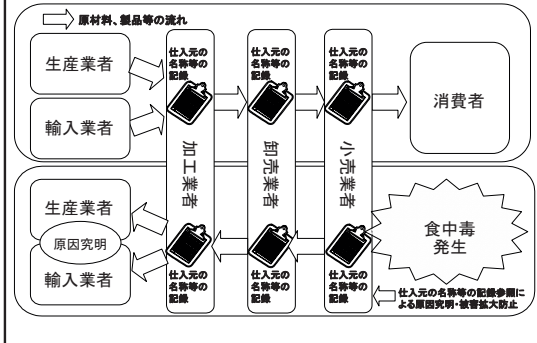 原材料、製品等の流れ
生産業者
輸入業者
仕入元の
名称等の
記録
仕入元の
名称等の
記録
仕入元の
名称等の
記録
加工業者
卸売業者
小売業者
消費者
生産業者
原因究明
輸入業者
仕入元の
名称等の
記録
仕入元の
名称等の
記録
仕入元の
名称等の
記録
食中毒
発生
仕入元の名称等の記録参照に
よる原因究明・被害拡大防止